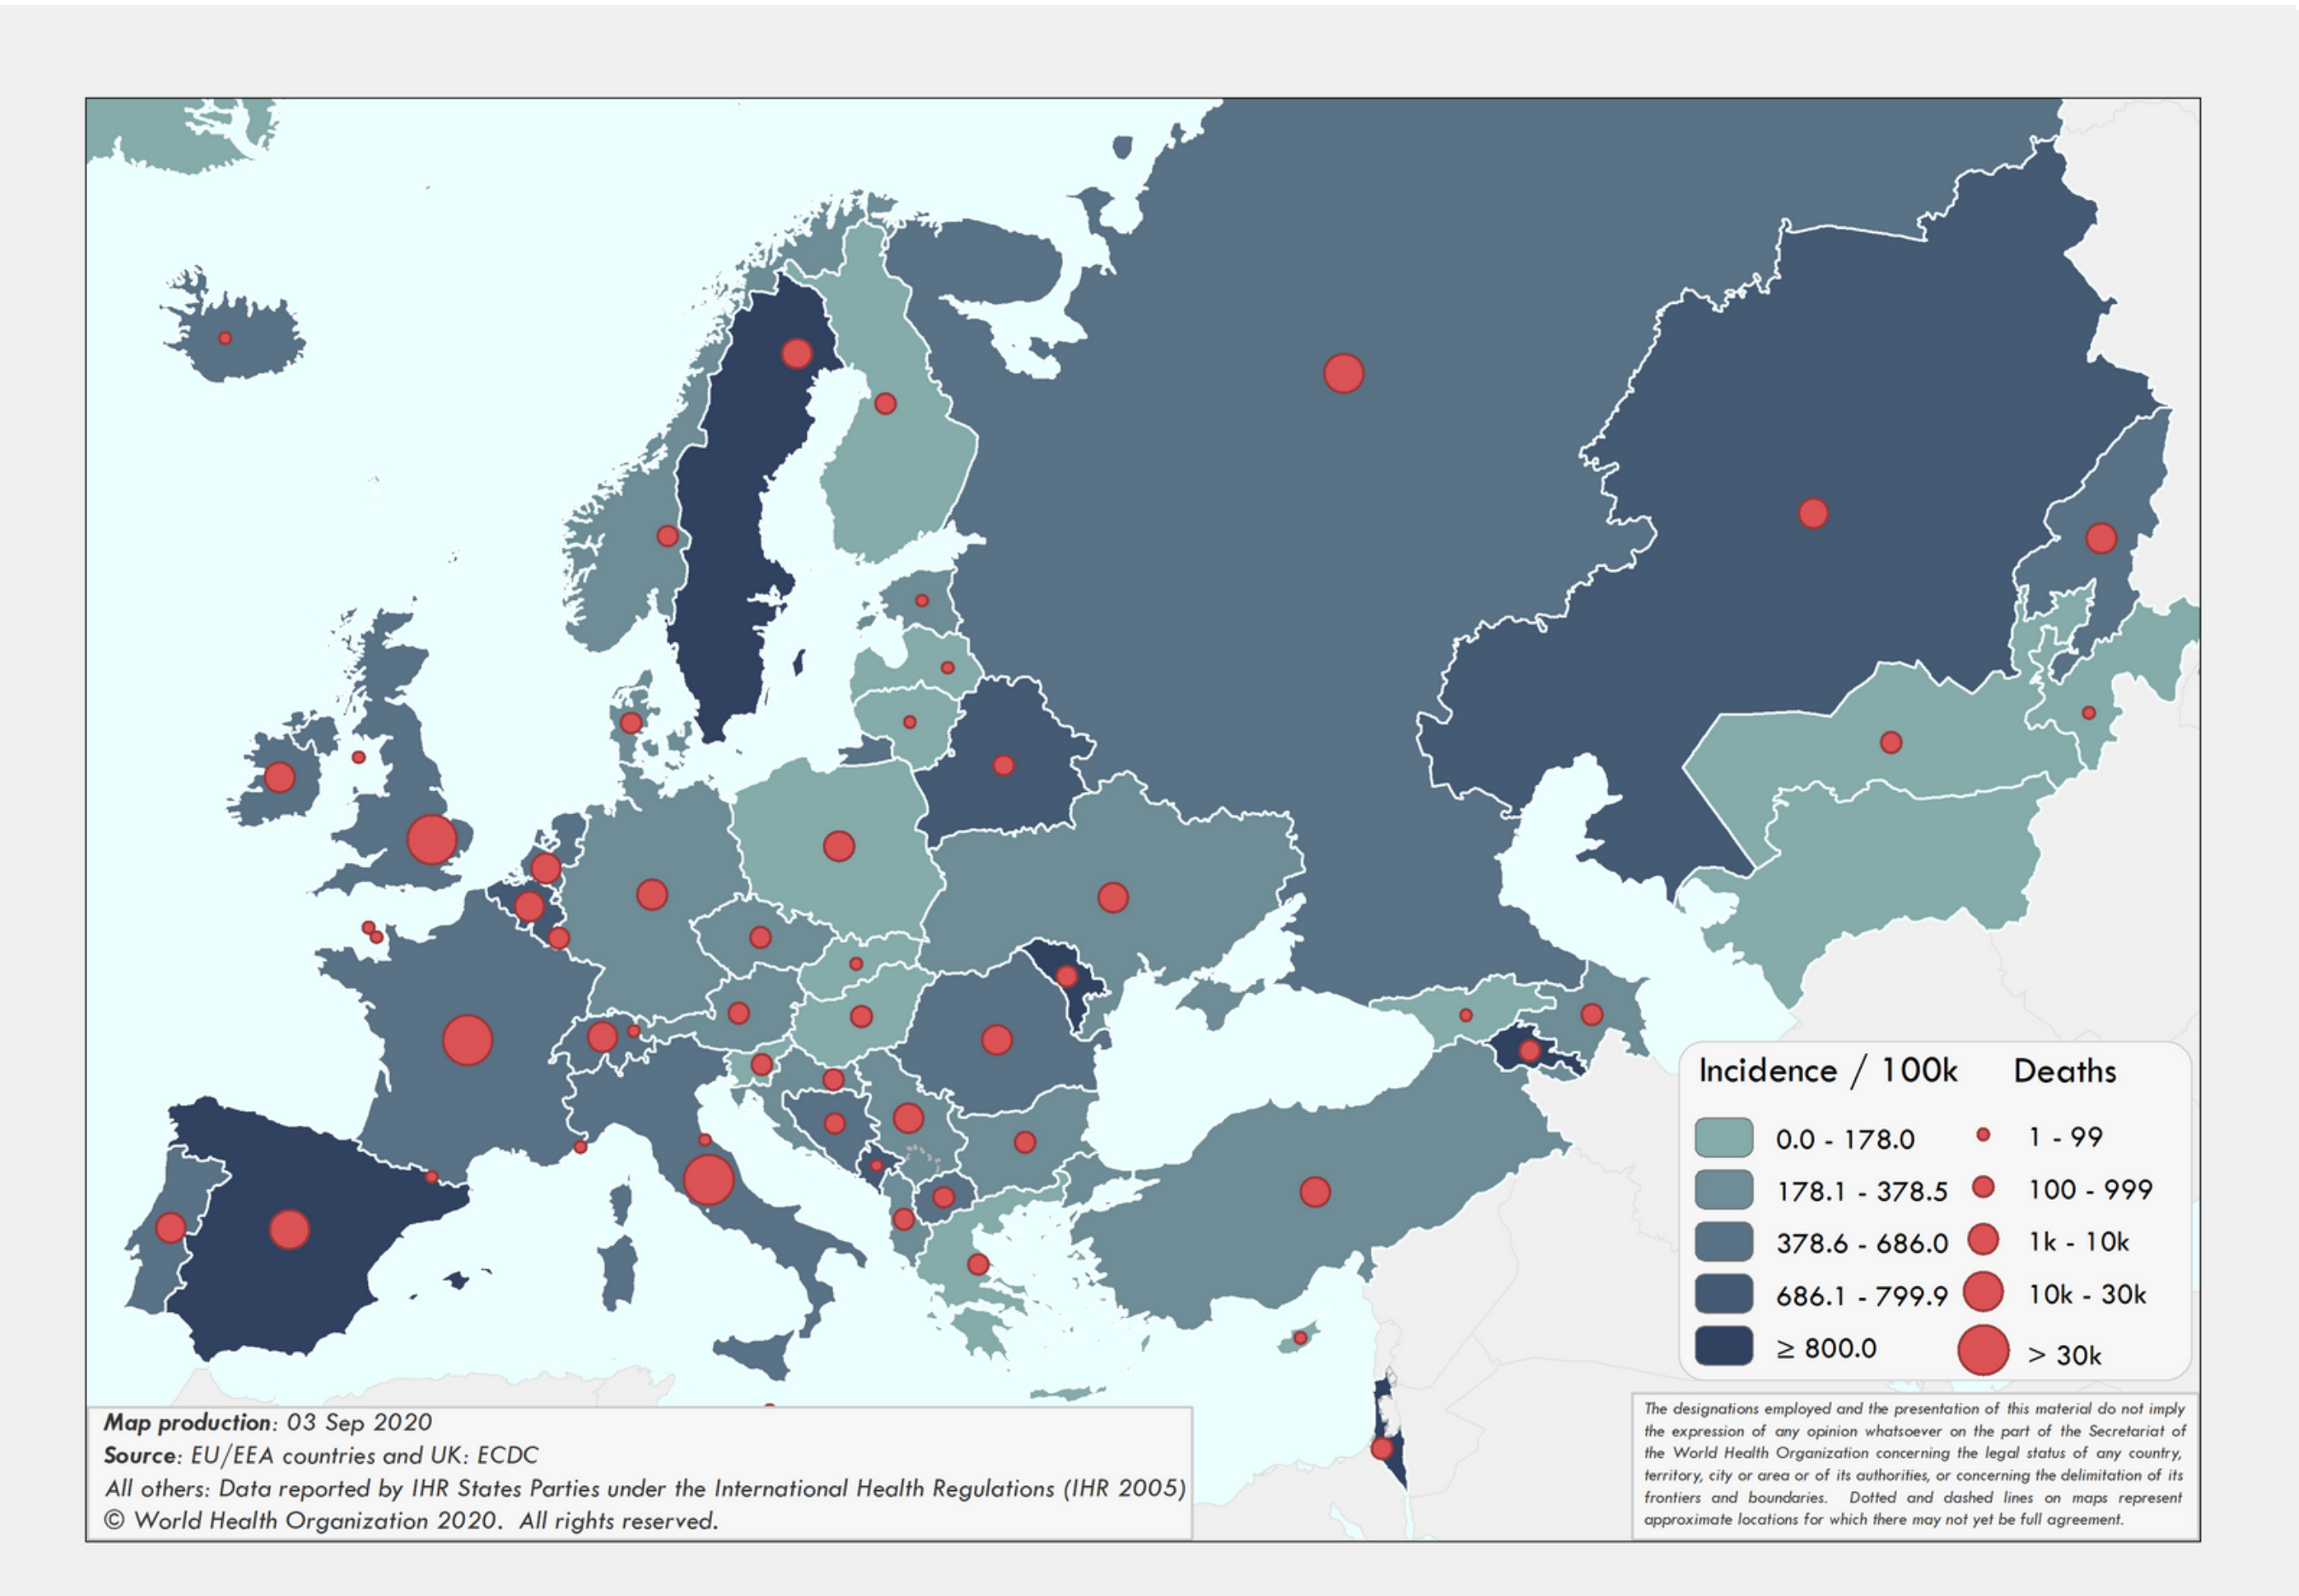 Incidence / 100k Deaths
0.0 - 178.0 1 - 99
178.1 - 378.5 100 - 999
378.6 - 686.0 1k - 10k
686.1 - 799.9 10k - 30k
≥ 800.0 > 30k
Map production: 03 Sep 2020
Source: EU/EEA countries and UK: ECDC
All others: Data reported by IHR States Parties under the International Health Regulations (IHR 2005)
© World Health Organization 2020. All rights reserved.
The designations employed and the presentation of this material do not imply
the expression of any opinion whatsoever on the part of the Secretariat of
the World Health Organization concerning the legal status of any country,
territory, city or area or of its authorities, or concerning the delimitation of its
frontiers and boundaries. Dotted and dashed lines on maps represent
approximate locations for which there may not yet be full agreement.